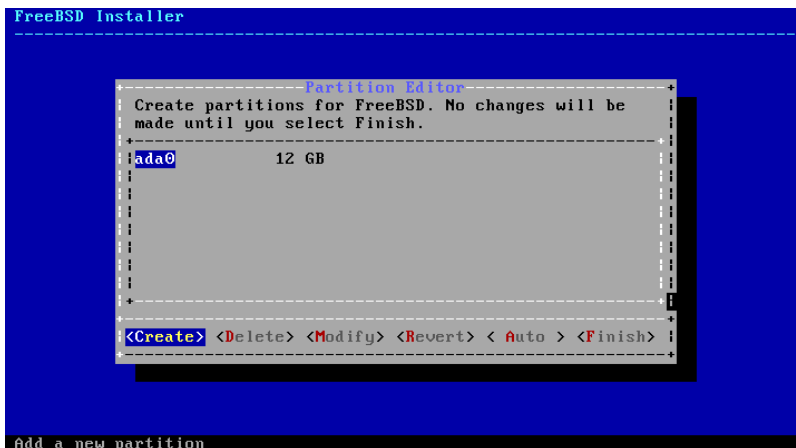 FreeBSD Installer
Partition Editor
Create partitions for FreeBSD. No changes will be
made until you select Finish.
ada0 12 GB
<Create> <Delete> <Modify> <Revert> < Auto > <Finish>
Add a new partition